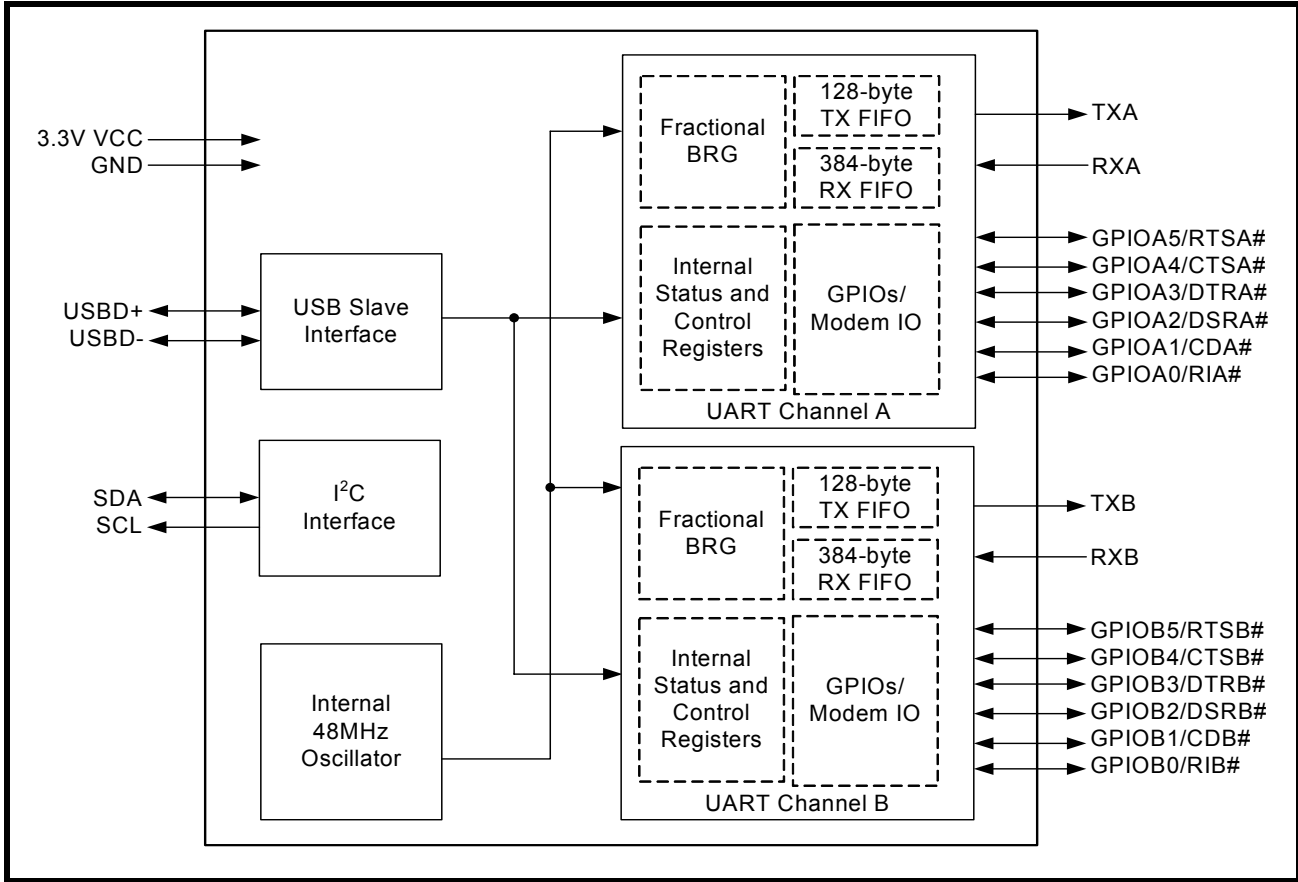 3.3V VCC
GND
USBD+
USBD-
SDA
SCL
USB Slave
Interface
I²C
Interface
Internal
48MHz
Oscillator
Fractional
BRG
128-byte
TX FIFO
384-byte
RX FIFO
Internal
Status and
Control
Registers
GPIOs/
Modem IO
UART Channel A
TXA
RXA
GPIOA5/RTSA#
GPIOA4/CTSA#
GPIOA3/DTRA#
GPIOA2/DSRA#
GPIOA1/CDA#
GPIOA0/RIA#
Fractional
BRG
128-byte
TX FIFO
384-byte
RX FIFO
Internal
Status and
Control
Registers
GPIOs/
Modem IO
UART Channel B
TXB
RXB
GPIOB5/RTSB#
GPIOB4/CTSB#
GPIOB3/DTRB#
GPIOB2/DSRB#
GPIOB1/CDB#
GPIOB0/RIB#